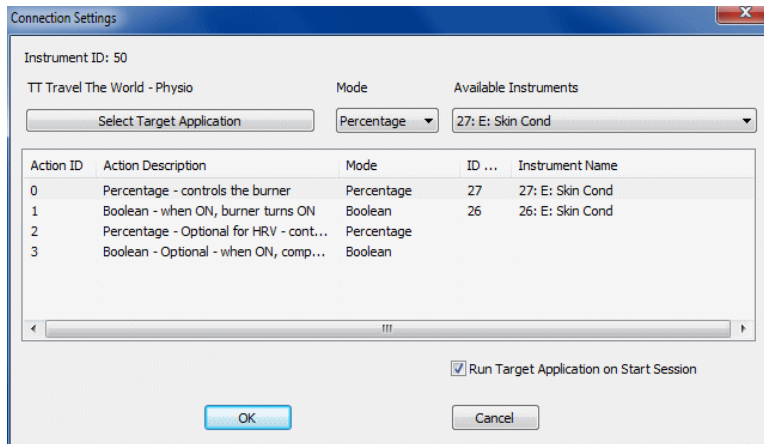 Connection Settings
Instrument ID: 50
TT Travel The World - Physio Mode Available Instruments
Select Target Application Percentage 27: E: Skin Cond
Action ID Action Description Mode ID ... Instrument Name
0 Percentage - controls the burner Percentage 27 27: E: Skin Cond
1 Boolean - when ON, burner turns ON Boolean 26 26: E: Skin Cond
2 Percentage - Optional for HRV - cont... Percentage
3 Boolean - Optional - when ON, comp... Boolean
Run Target Application on Start Session
OK Cancel